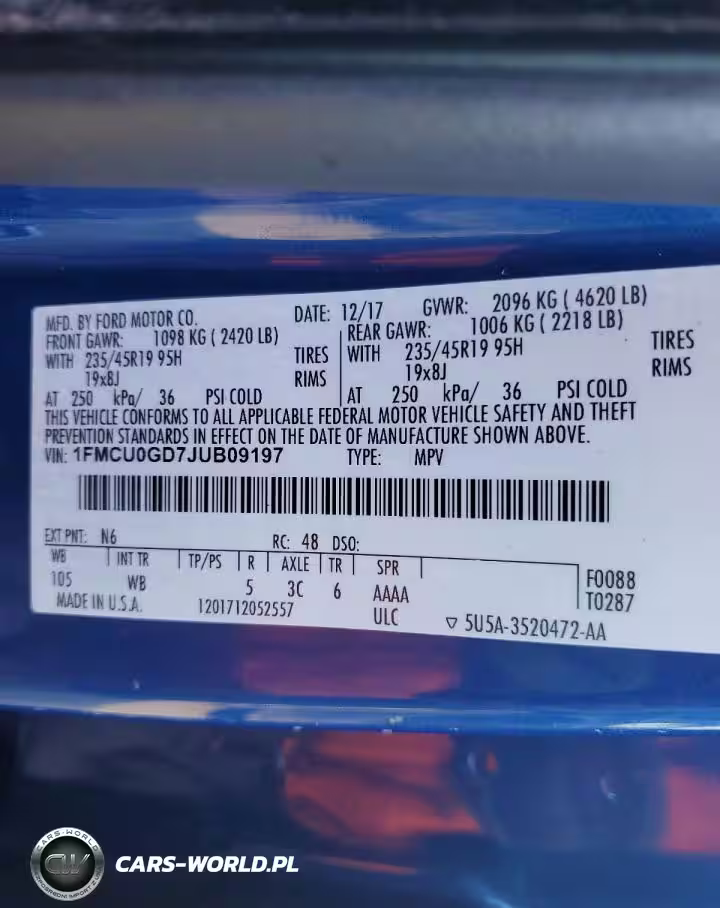 MFD. BY FORD MOTOR CO. DATE: 12/17 GVWR: 2096 KG ( 4620 LB)
FRONT GAWR: 1098 KG ( 2420 LB) REAR GAWR: 1006 KG ( 2218 LB)
WITH 235/45R19 95H TIRES WITH 235/45R19 95H TIRES
19x8J RIMS 19x8J RIMS
AT 250 kPa/ 36 PSI COLD AT 250 kPa/ 36 PSI COLD
THIS VEHICLE CONFORMS TO ALL APPLICABLE FEDERAL MOTOR VEHICLE SAFETY AND THEFT
PREVENTION STANDARDS IN EFFECT ON THE DATE OF MANUFACTURE SHOWN ABOVE.
VIN: 1FMCU0GD7JUB09197 TYPE: MPV
EXT PNT: N6 RC: 48 DSO:
WB INT TR TP/PS R AXLE TR SPR
105 WB 5 3C 6 AAAA F0088
MADE IN U.S.A. 1201712052557 ULC T0287
▽ 5U5A-3520472-AA
CARS-WORLD
CW
CARS-WORLD.PL